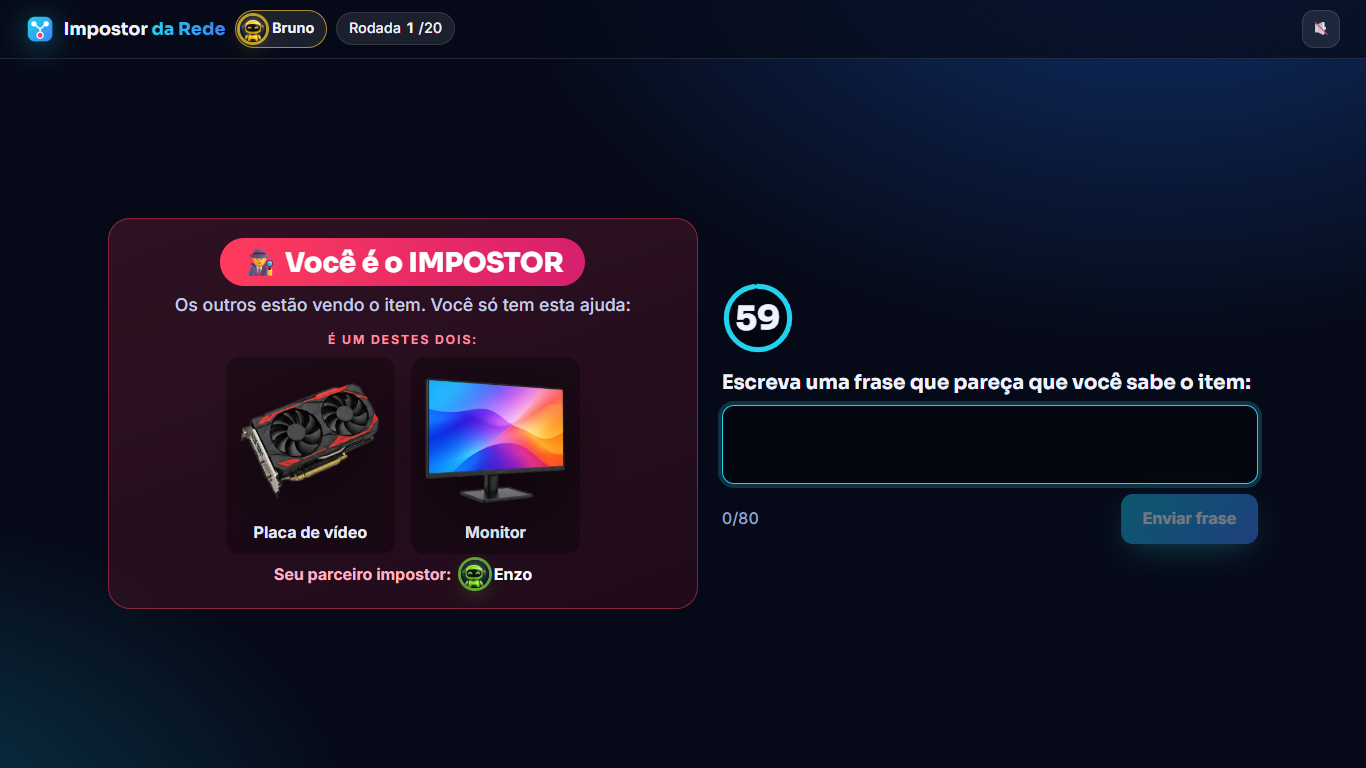 Impostor da Rede
Bruno
Rodada 1 /20
Você é o IMPOSTOR
Os outros estão vendo o item. Você só tem esta ajuda:
É UM DESTES DOIS:
Placa de vídeo
Monitor
Seu parceiro impostor: Enzo
59
Escreva uma frase que pareça que você sabe o item:
0/80
Enviar frase